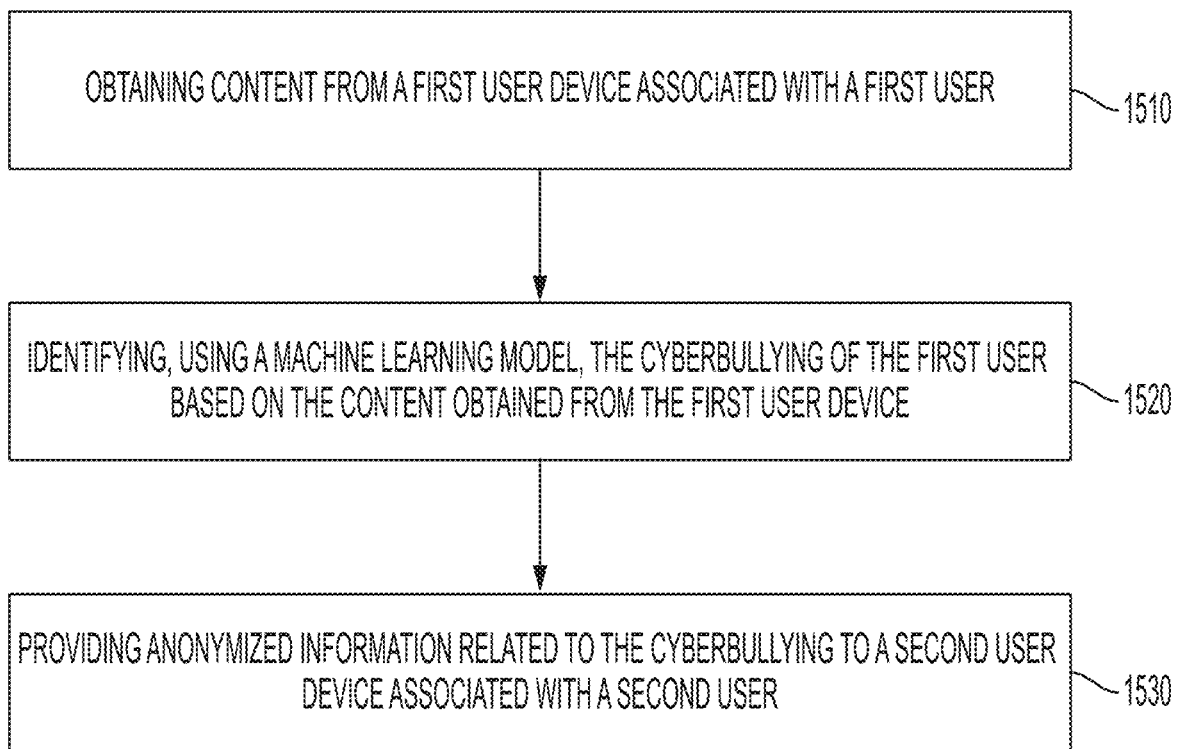 OBTAINING CONTENT FROM A FIRST USER DEVICE ASSOCIATED WITH A FIRST USER
1510
IDENTIFYING, USING A MACHINE LEARNING MODEL, THE CYBERBULLYING OF THE FIRST USER
BASED ON THE CONTENT OBTAINED FROM THE FIRST USER DEVICE
1520
PROVIDING ANONYMIZED INFORMATION RELATED TO THE CYBERBULLYING TO A SECOND USER
DEVICE ASSOCIATED WITH A SECOND USER
1530